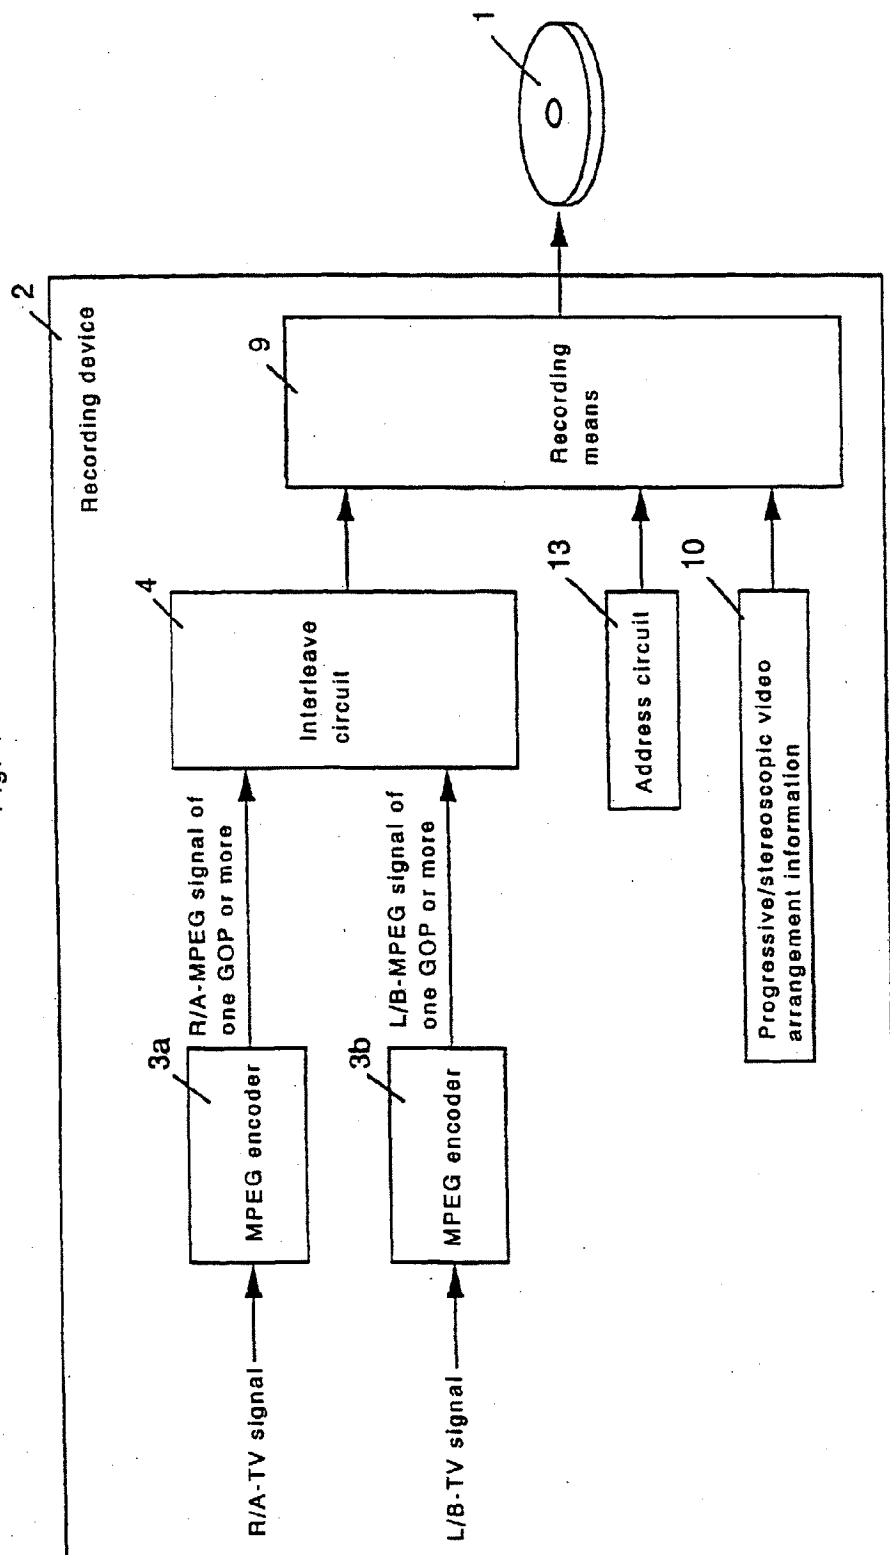 Fig.
2
Recording device
1
R/A-TV signal
3a
MPEG encoder
R/A-MPEG signal of
one GOP or more
L/B-TV signal
3b
MPEG encoder
L/B-MPEG signal of
one GOP or more
4
Interleave
circuit
9
Recording
means
13
Address circuit
10
Progressive/stereoscopic video
arrangement information